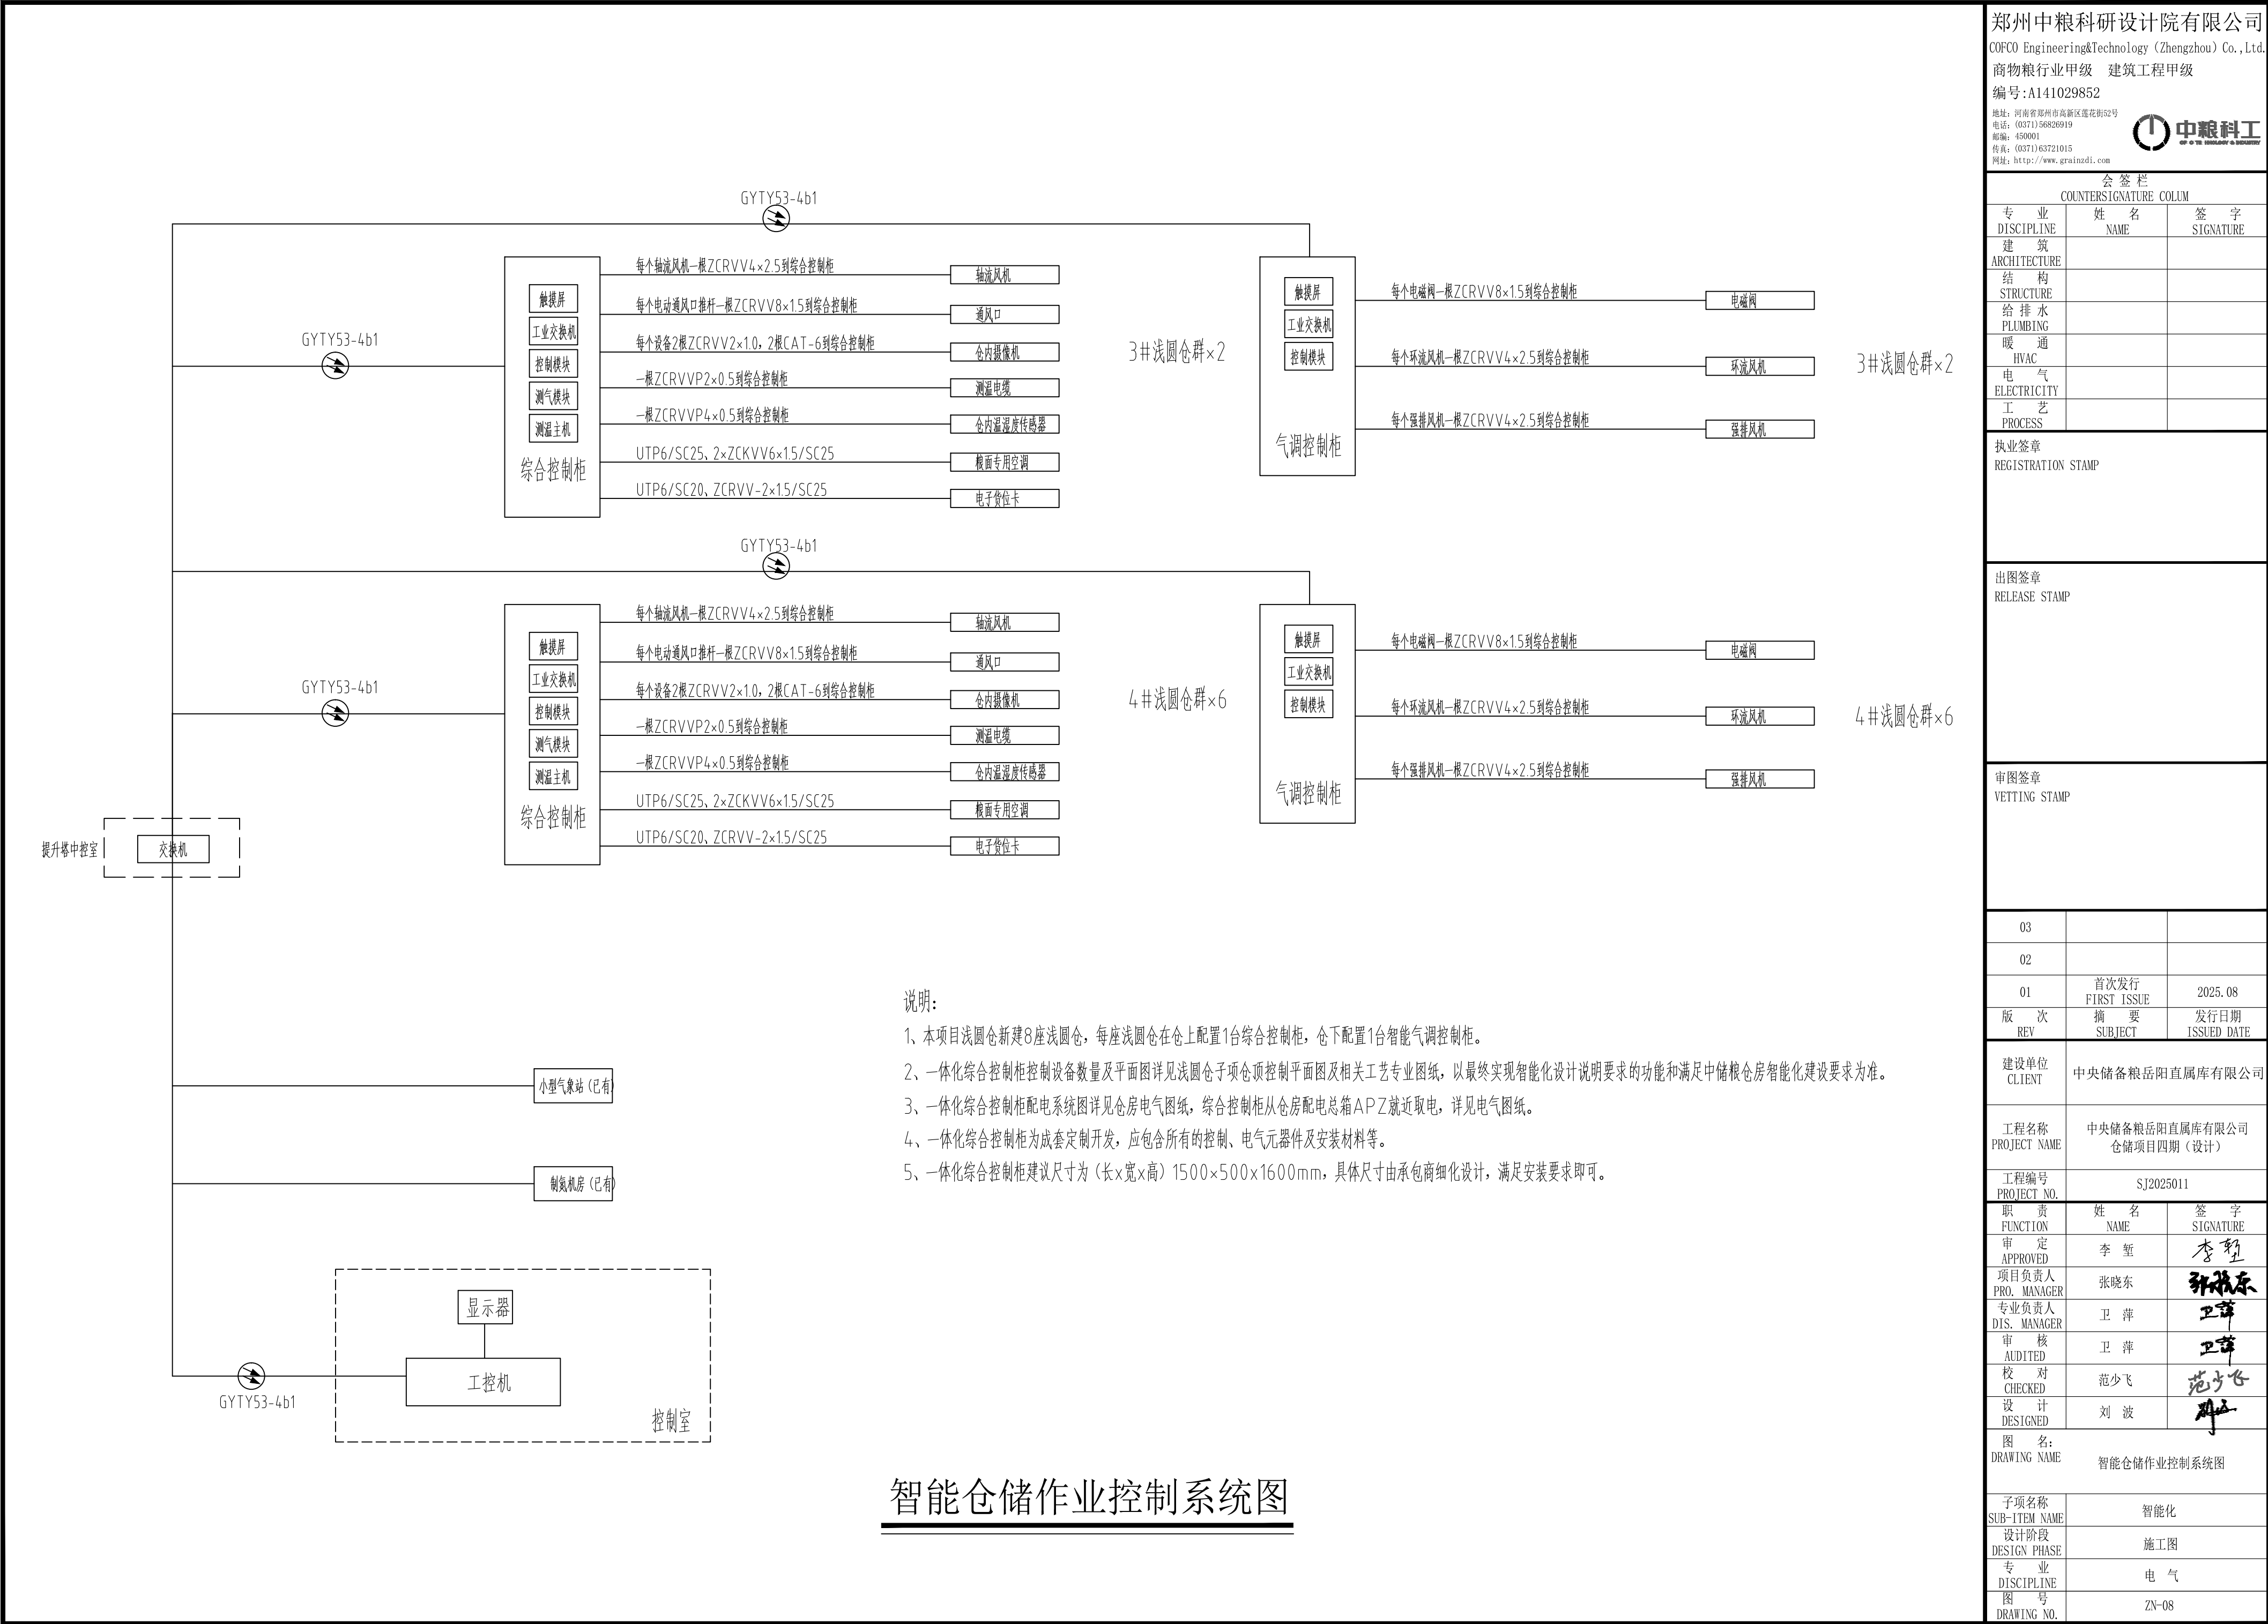 GYTY53-4b1
GYTY53-4b1
综合控制柜
触摸屏
工业交换机
控制模块
测气模块
测温主机
每个轴流风机一根ZCRVV4×2.5到综合控制柜
轴流风机
每个电动通风口推杆一根ZCRVV8×1.5到综合控制柜
通风口
每个设备2根ZCRVV2×1.0, 2根CAT-6到综合控制柜
仓内摄像机
一根ZCRVVP2×0.5到综合控制柜
测温电缆
一根ZCRVVP4×0.5到综合控制柜
仓内温湿度传感器
UTP6/SC25、2×ZCKVV6×1.5/SC25
粮面专用空调
UTP6/SC20、ZCRVV-2×1.5/SC25
电子货位卡
3#浅圆仓群×2
触摸屏
工业交换机
控制模块
气调控制柜
每个电磁阀一根ZCRVV8×1.5到综合控制柜
电磁阀
每个环流风机一根ZCRVV4×2.5到综合控制柜
环流风机
每个强排风机一根ZCRVV4×2.5到综合控制柜
强排风机
3#浅圆仓群×2
GYTY53-4b1
GYTY53-4b1
触摸屏
工业交换机
控制模块
测气模块
测温主机
综合控制柜
每个轴流风机一根ZCRVV4×2.5到综合控制柜
轴流风机
每个电动通风口推杆一根ZCRVV8×1.5到综合控制柜
通风口
每个设备2根ZCRVV2×1.0, 2根CAT-6到综合控制柜
仓内摄像机
一根ZCRVVP2×0.5到综合控制柜
测温电缆
一根ZCRVVP4×0.5到综合控制柜
仓内温湿度传感器
UTP6/SC25、2×ZCKVV6×1.5/SC25
粮面专用空调
UTP6/SC20、ZCRVV-2×1.5/SC25
电子货位卡
4#浅圆仓群×6
触摸屏
工业交换机
控制模块
气调控制柜
每个电磁阀一根ZCRVV8×1.5到综合控制柜
电磁阀
每个环流风机一根ZCRVV4×2.5到综合控制柜
环流风机
每个强排风机一根ZCRVV4×2.5到综合控制柜
强排风机
4#浅圆仓群×6
提升塔中控室
交换机
小型气象站（已有）
制氮机房（已有）
显示器
工控机
控制室
GYTY53-4b1
说明：
1、本项目浅圆仓新建8座浅圆仓，每座浅圆仓在仓上配置1台综合控制柜，仓下配置1台智能气调控制柜。
2、一体化综合控制柜控制设备数量及平面图详见浅圆仓子项仓顶控制平面图及相关工艺专业图纸，以最终实现智能化设计说明要求的功能和满足中储粮仓房智能化建设要求为准。
3、一体化综合控制柜配电系统图详见仓房电气图纸，综合控制柜从仓房配电总箱APZ就近取电，详见电气图纸。
4、一体化综合控制柜为成套定制开发，应包含所有的控制、电气元器件及安装材料等。
5、一体化综合控制柜建议尺寸为（长x宽x高）1500×500×1600mm，具体尺寸由承包商细化设计，满足安装要求即可。
智能仓储作业控制系统图
郑州中粮科研设计院有限公司
COFCO Engineering&Technology（Zhengzhou）Co.,Ltd.
商物粮行业甲级 建筑工程甲级
编号:A141029852
地址：河南省郑州市高新区莲花街52号
电话：(0371)56826919
邮编：450001
传真：(0371)63721015
网址：http://www.grainzdi.com
中粮科工
会签栏
COUNTERSIGNATURE COLUM
专 业 姓 名 签 字
DISCIPLINE NAME SIGNATURE
建 筑
ARCHITECTURE
结 构
STRUCTURE
给 排 水
PLUMBING
暖 通
HVAC
电 气
ELECTRICITY
工 艺
PROCESS
执业签章
REGISTRATION STAMP
出图签章
RELEASE STAMP
审图签章
VETTING STAMP
03
02
01 首次发行 FIRST ISSUE 2025.08
版 次 摘 要 发行日期
REV SUBJECT ISSUED DATE
建设单位 CLIENT 中央储备粮岳阳直属库有限公司
工程名称 PROJECT NAME 中央储备粮岳阳直属库有限公司
仓储项目四期（设计）
工程编号 PROJECT NO. SJ2025011
职 责 姓 名 签 字
FUNCTION NAME SIGNATURE
审 定 APPROVED 李 堑 李堑
项目负责人 PRO. MANAGER 张晓东 张晓东
专业负责人 DIS. MANAGER 卫 萍 卫萍
审 核 AUDITED 卫 萍 卫萍
校 对 CHECKED 范少飞 范少飞
设 计 DESIGNED 刘 波
图 名: DRAWING NAME 智能仓储作业控制系统图
子项名称 SUB-ITEM NAME 智能化
设计阶段 DESIGN PHASE 施工图
专 业 DISCIPLINE 电 气
图 号 DRAWING NO. ZN-08